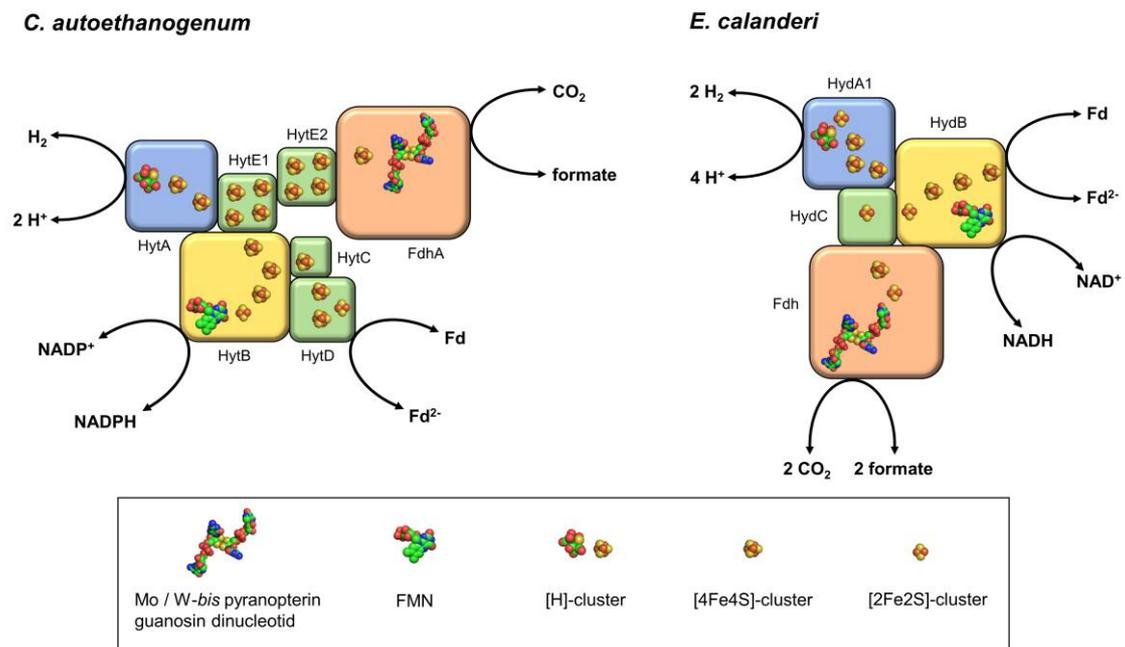 C. autoethanogenum
E. calanderi
H₂
2 H⁺
HytA
HytE1
HytE2
FdhA
CO₂
formate
HytC
HytB
HytD
NADP⁺
NADPH
Fd
Fd²⁻
2 H₂
4 H⁺
HydA1
HydB
HydC
Fdh
Fd
Fd²⁻
NAD⁺
NADH
2 CO₂
2 formate
Mo / W-bis pyranopterin
guanosin dinucleotid
FMN
[H]-cluster
[4Fe4S]-cluster
[2Fe2S]-cluster